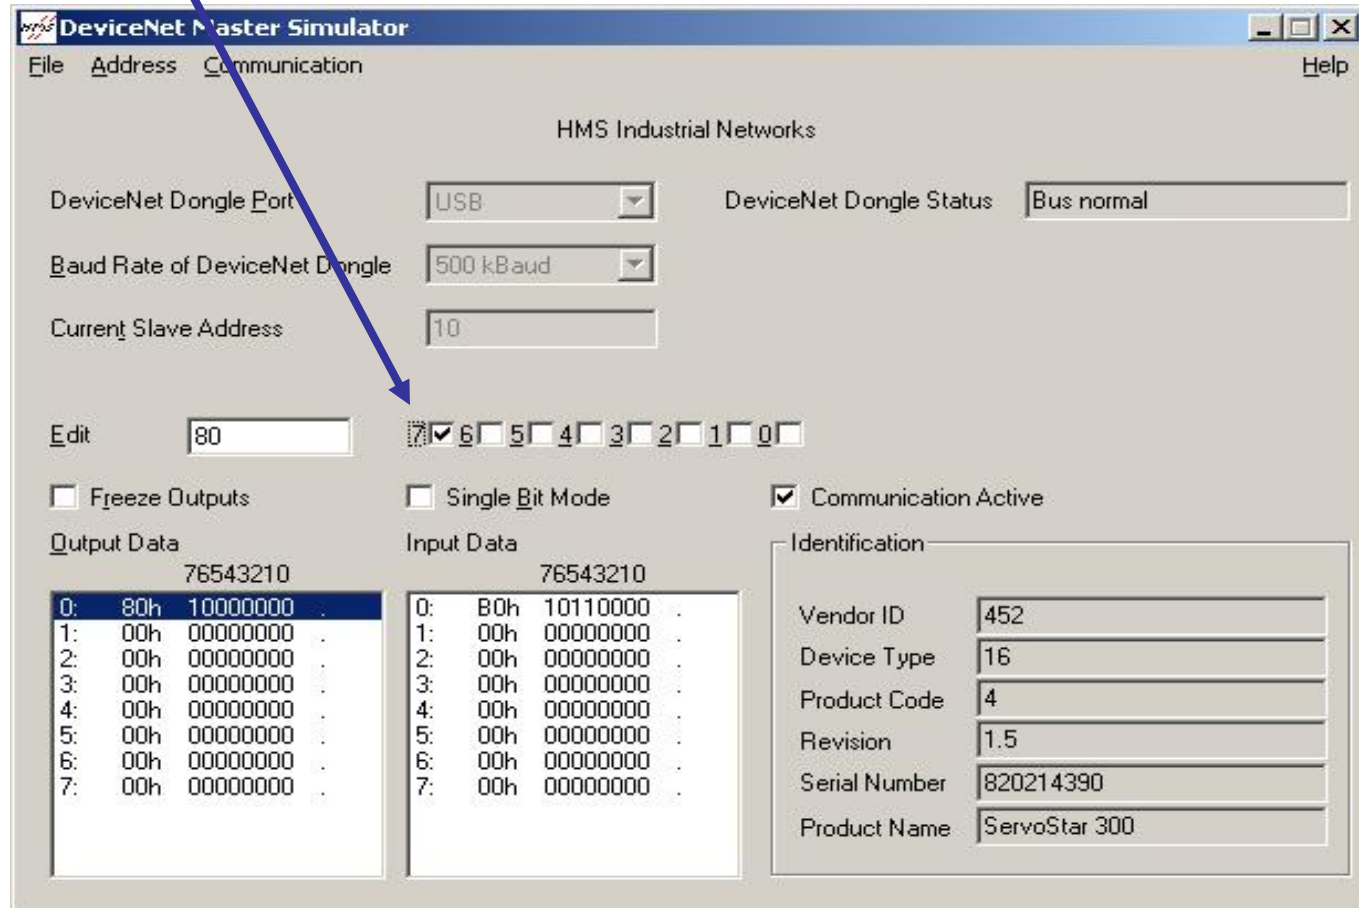 HMS DeviceNet Master Simulator
File Address Communication Help
HMS Industrial Networks
DeviceNet Dongle Port USB DeviceNet Dongle Status Bus normal
Baud Rate of DeviceNet Dongle 500 kBaud
Current Slave Address 10
Edit 80 7 6 5 4 3 2 1 0
Freeze Outputs Single Bit Mode Communication Active
Output Data Input Data Identification
76543210 76543210
0: 80h 10000000 . 0: B0h 10110000 .
1: 00h 00000000 . 1: 00h 00000000 .
2: 00h 00000000 . 2: 00h 00000000 .
3: 00h 00000000 . 3: 00h 00000000 .
4: 00h 00000000 . 4: 00h 00000000 .
5: 00h 00000000 . 5: 00h 00000000 .
6: 00h 00000000 . 6: 00h 00000000 .
7: 00h 00000000 . 7: 00h 00000000 .
Vendor ID 452
Device Type 16
Product Code 4
Revision 1.5
Serial Number 820214390
Product Name ServoStar 300